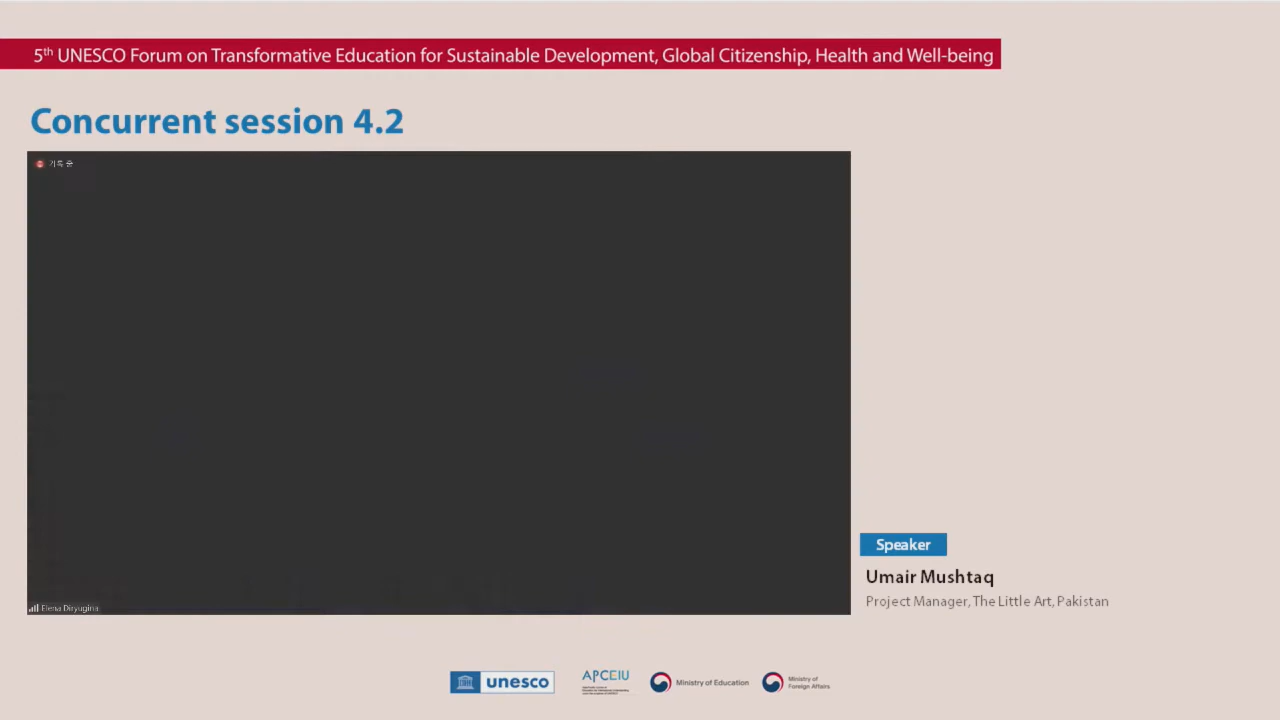 5th UNESCO Forum on Transformative Education for Sustainable Development, Global Citizenship, Health and Well-being
Concurrent session 4.2
기록 중
Elena Diryugina
Speaker
Umair Mushtaq
Project Manager, The Little Art, Pakistan
unesco
APCEIU
Ministry of Education
Ministry of
Foreign Affairs